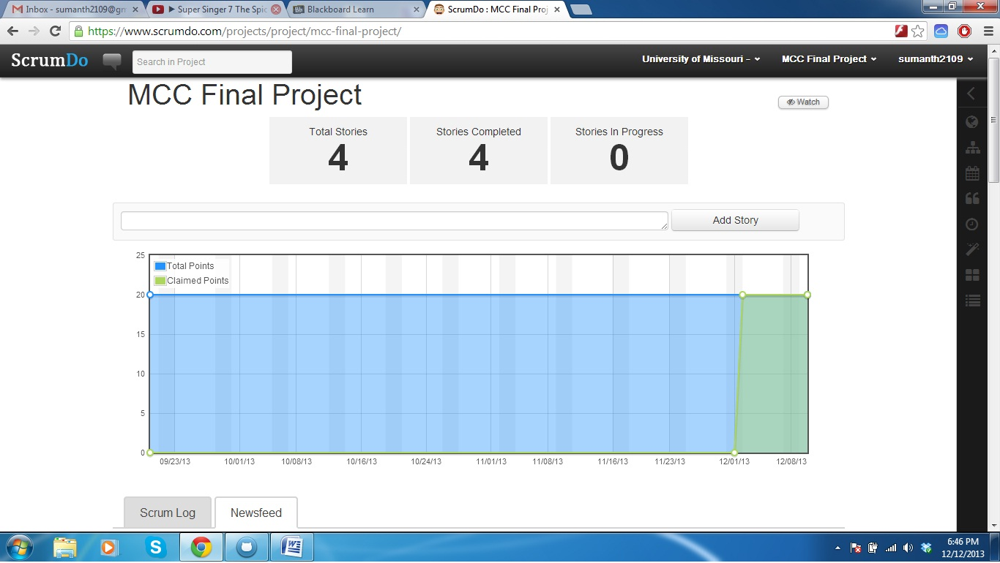 Inbox - sumanth2109@gm
▶ Super Singer 7 The Spic
Bb Blackboard Learn
ScrumDo : MCC Final Proj
https://www.scrumdo.com/projects/project/mcc-final-project/
ScrumDo
Search in Project
University of Missouri -
MCC Final Project
sumanth2109
MCC Final Project
Watch
Total Stories
4
Stories Completed
4
Stories In Progress
0
Add Story
Total Points
Claimed Points
25
20
15
10
5
0
09/23/13 10/01/13 10/08/13 10/16/13 10/24/13 11/01/13 11/08/13 11/16/13 11/23/13 12/01/13 12/08/13
Scrum Log
Newsfeed
6:46 PM
12/12/2013